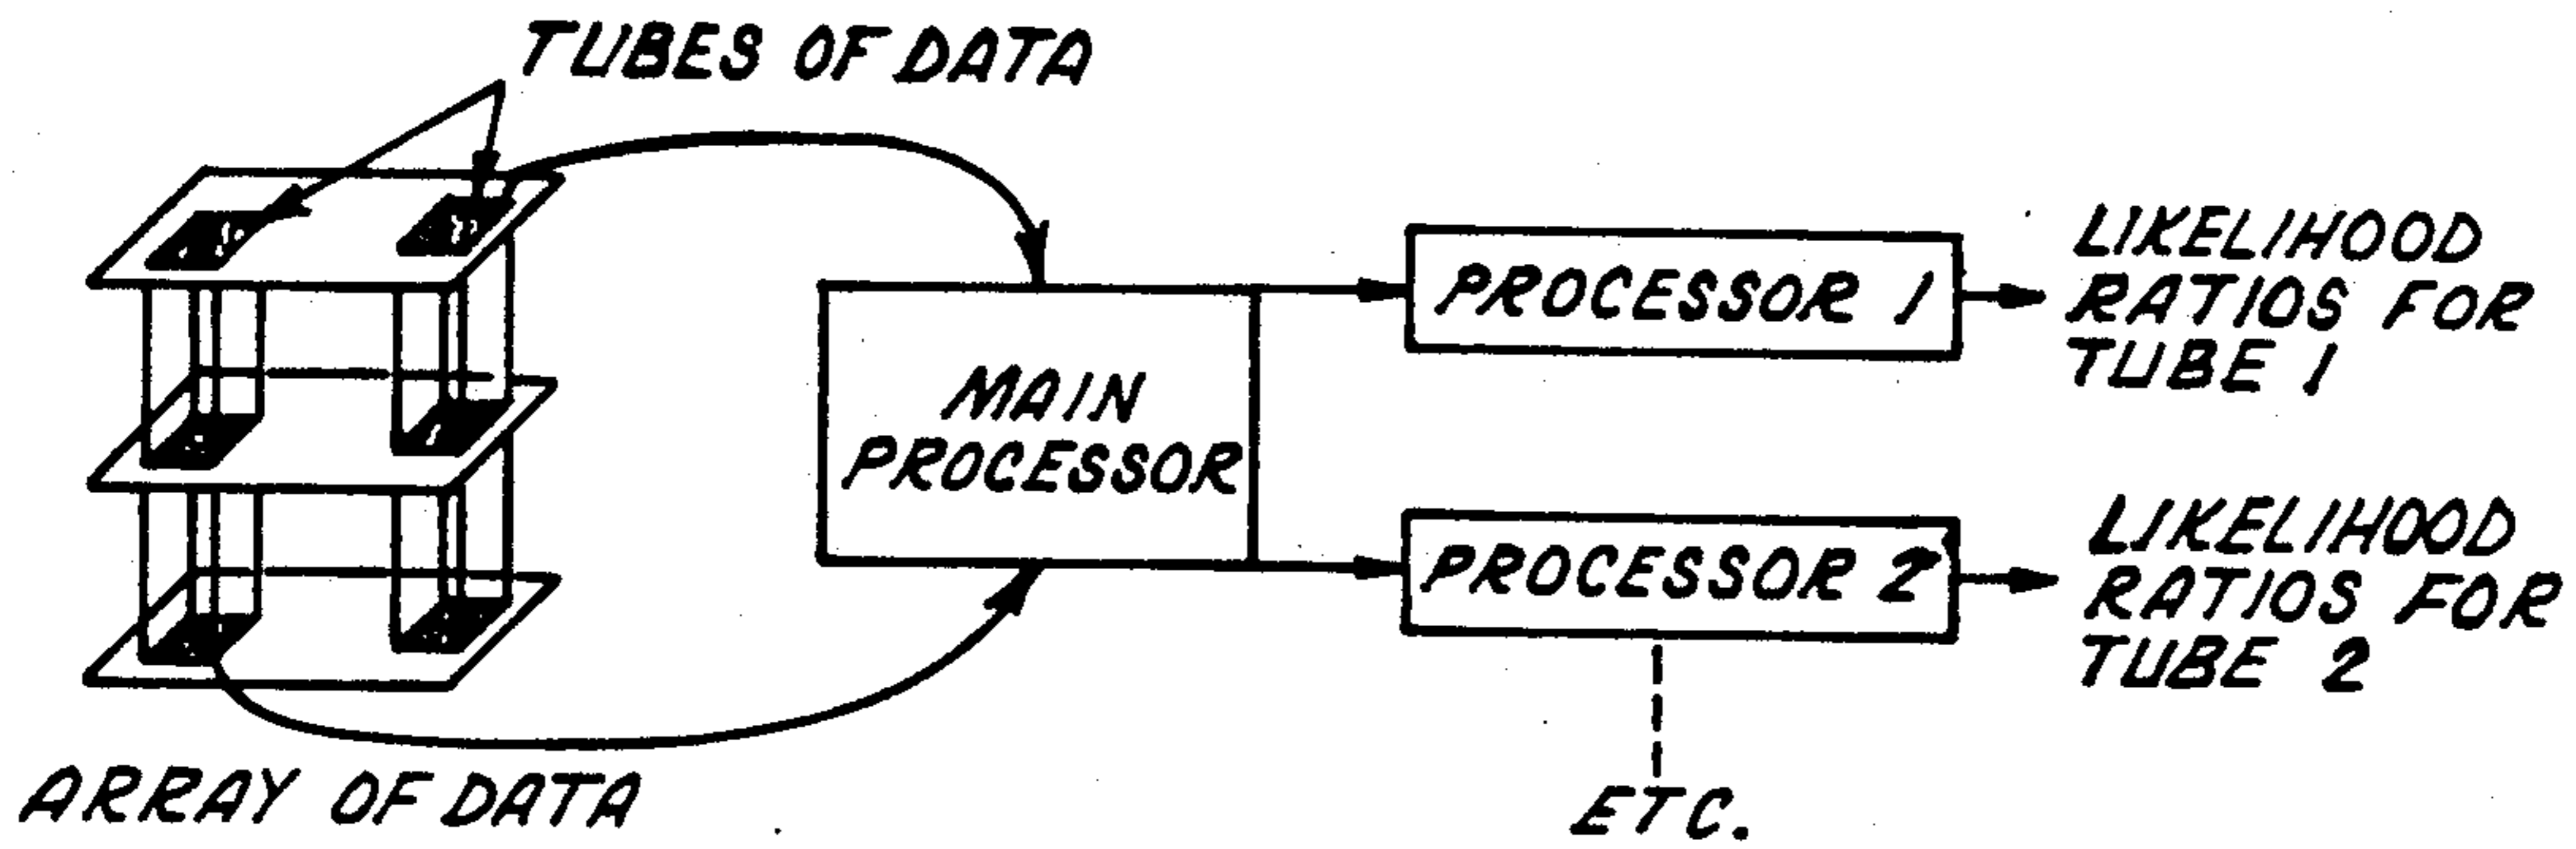 TUBES OF DATA
LIKELIHOOD
RATIOS FOR
TUBE 1
PROCESSOR 1
MAIN
PROCESSOR
LIKELIHOOD
RATIOS FOR
TUBE 2
PROCESSOR 2
ARRAY OF DATA
ETC.